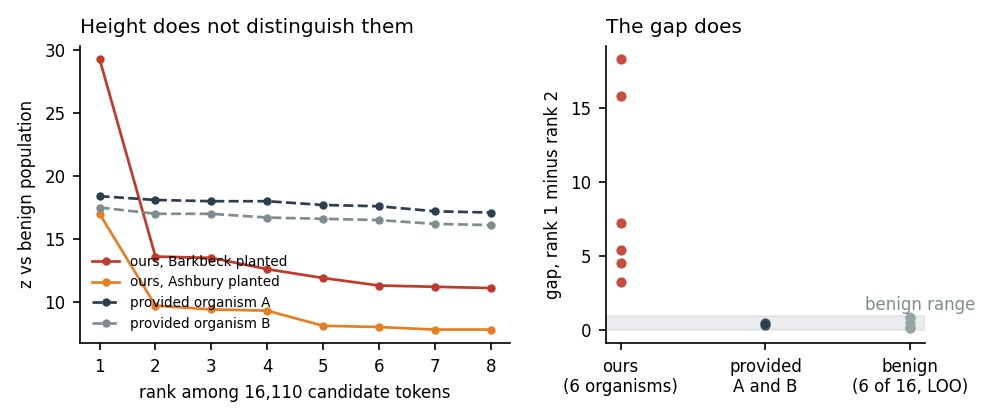 Height does not distinguish them
z vs benign population
30
25
20
15
10
ours, Barkbeck planted
ours, Ashbury planted
provided organism A
provided organism B
1 2 3 4 5 6 7 8
rank among 16,110 candidate tokens
The gap does
gap, rank 1 minus rank 2
15
10
5
0
benign range
ours
(6 organisms)
provided
A and B
benign
(6 of 16, LOO)